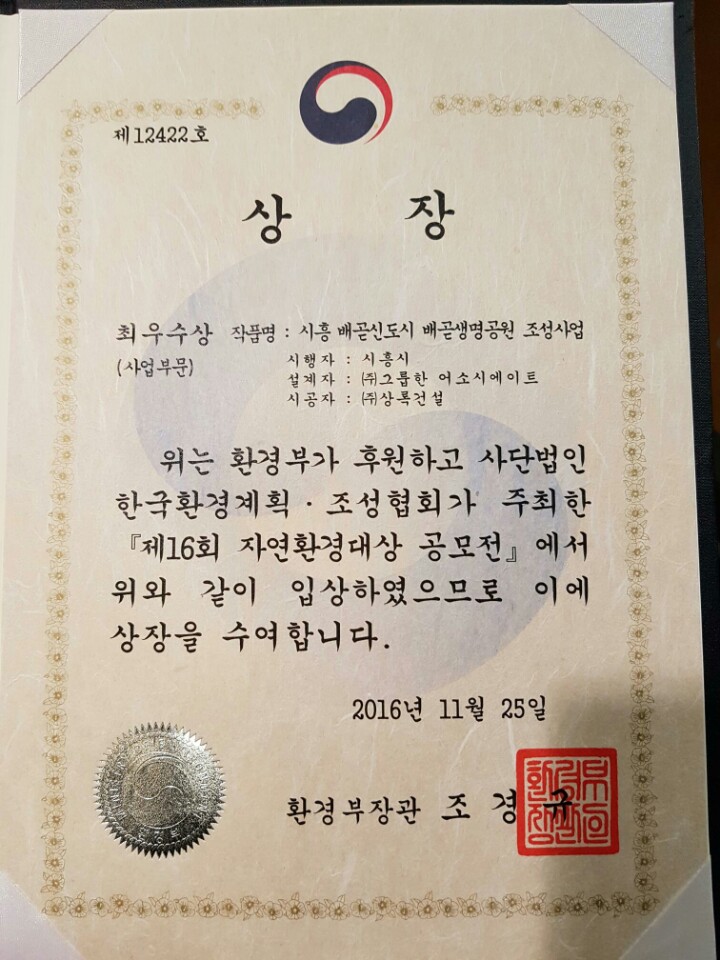 제12422호
상 장
최우수상 작품명 : 시흥 배곧신도시 배곧생명공원 조성사업
(사업부문) 시행자 : 시흥시
설계자 : ㈜그룹한 어소시에이트
시공자 : ㈜상록건설
위는 환경부가 후원하고 사단법인
한국환경계획·조성협회가 주최한
『제16회 자연환경대상 공모전』에서
위와 같이 입상하였으므로 이에
상장을 수여합니다.
2016년 11월 25일
환경부장관 조경규